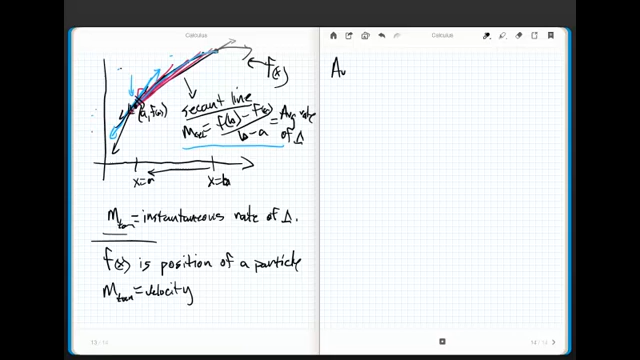 Calculus
Calculus
f(x)
(a, f(a))
secant line
Msec = f(b) - f(a) / b - a = Avg rate of Δ
x=a x=b
mtan = instantaneous rate of Δ.
f(x) is position of a particle
Mtan = velocity
Av
13 / 14
14 / 14